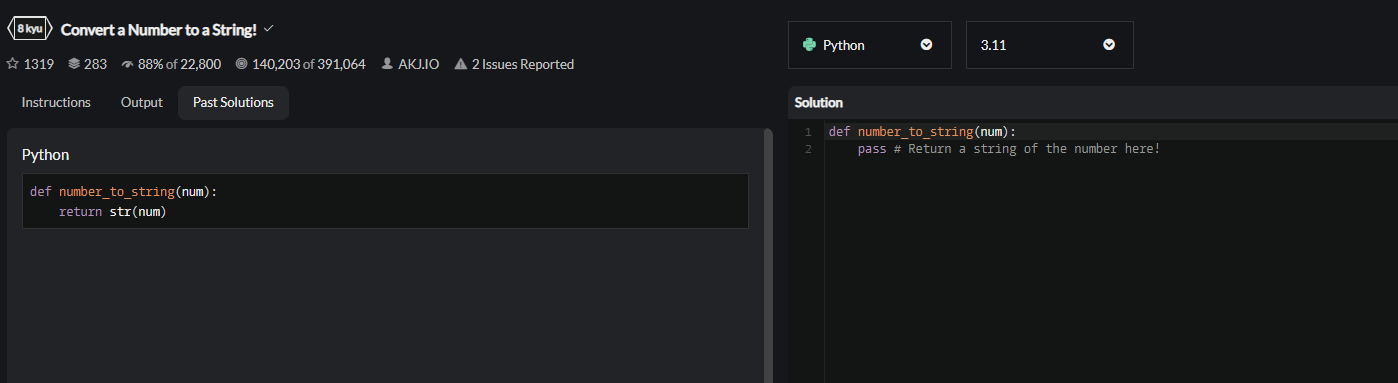 8 kyu Convert a Number to a String!
1319 283 88% of 22,800 140,203 of 391,064 AKJ.IO 2 Issues Reported
Instructions Output Past Solutions
Python
def number_to_string(num):
    return str(num)
Python 3.11
Solution
1 def number_to_string(num):
2     pass # Return a string of the number here!